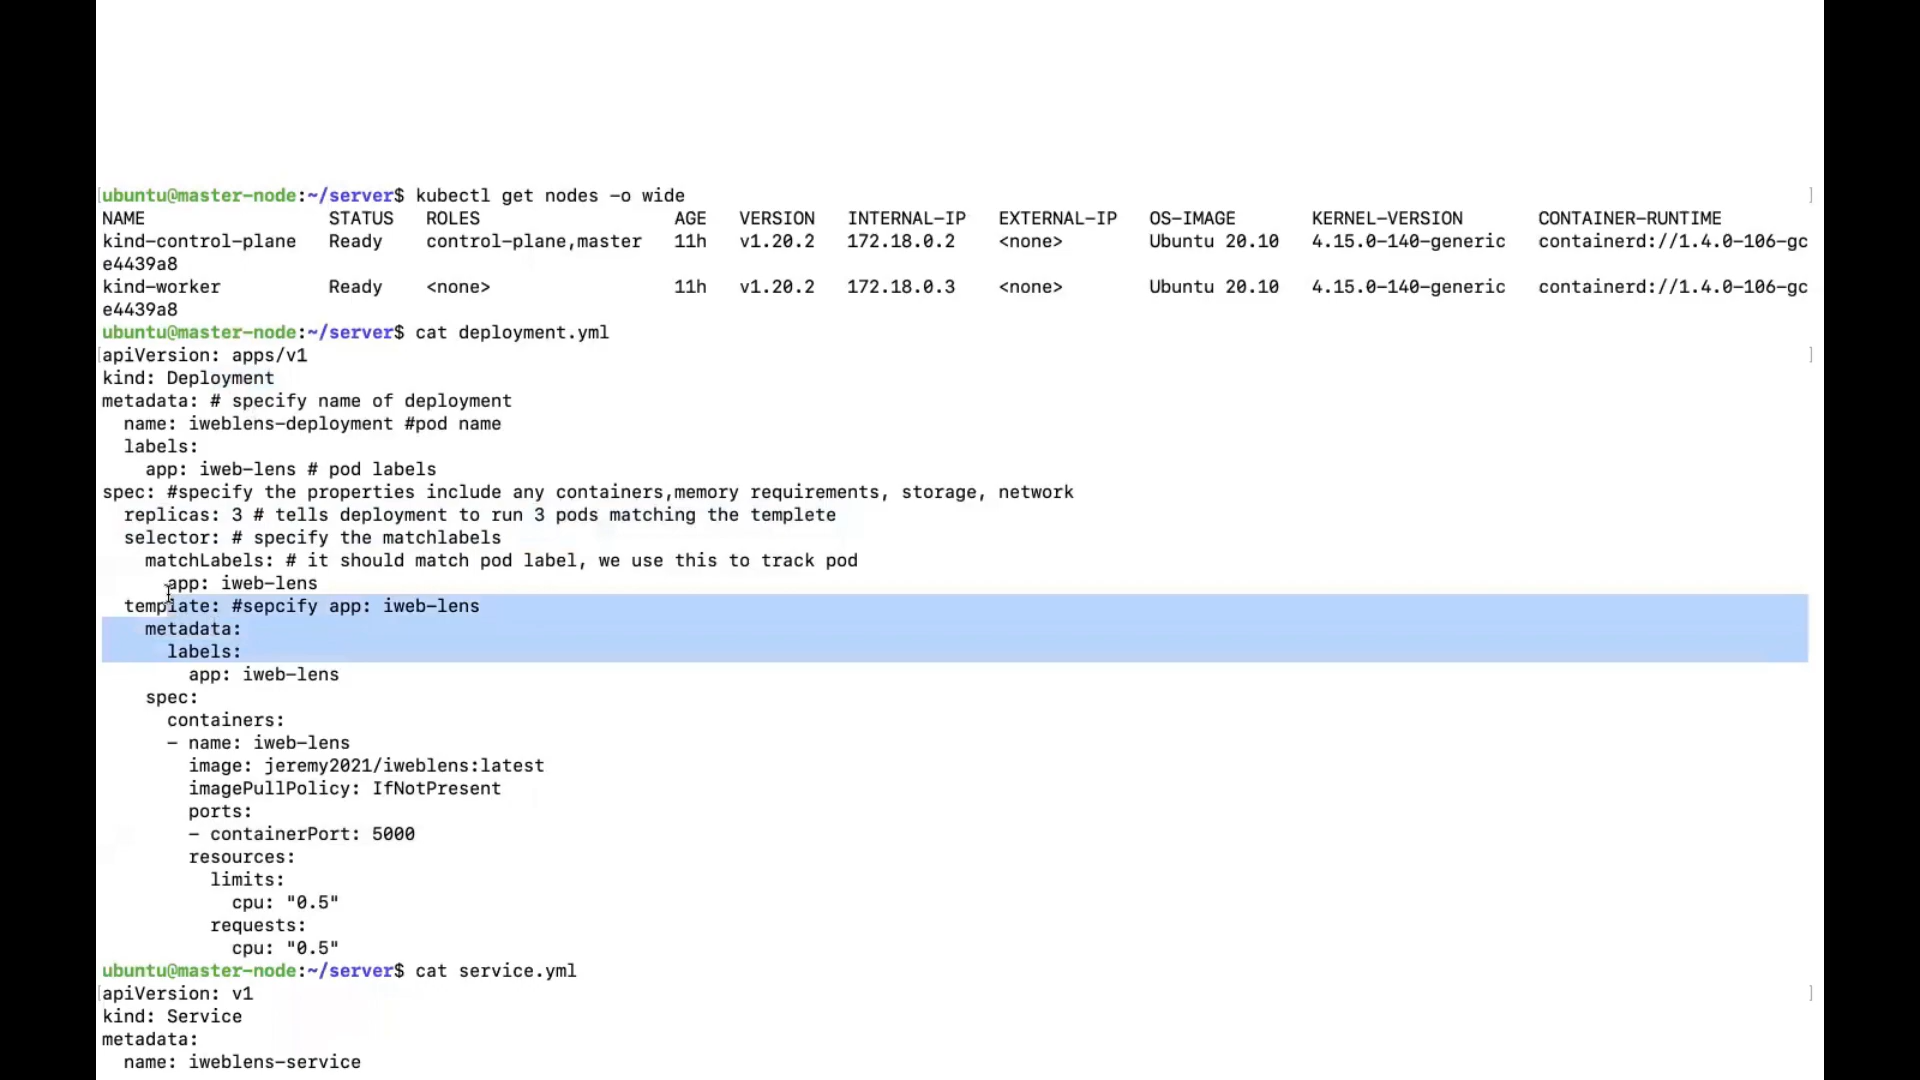 [ubuntu@master-node:~/server$ kubectl get nodes -o wide ]
NAME STATUS ROLES AGE VERSION INTERNAL-IP EXTERNAL-IP OS-IMAGE KERNEL-VERSION CONTAINER-RUNTIME
kind-control-plane Ready control-plane,master 11h v1.20.2 172.18.0.2 <none> Ubuntu 20.10 4.15.0-140-generic containerd://1.4.0-106-gc
e4439a8
kind-worker Ready <none> 11h v1.20.2 172.18.0.3 <none> Ubuntu 20.10 4.15.0-140-generic containerd://1.4.0-106-gc
e4439a8
ubuntu@master-node:~/server$ cat deployment.yml
[apiVersion: apps/v1 ]
kind: Deployment
metadata: # specify name of deployment
  name: iweblens-deployment #pod name
  labels:
    app: iweb-lens # pod labels
spec: #specify the properties include any containers,memory requirements, storage, network
  replicas: 3 # tells deployment to run 3 pods matching the templete
  selector: # specify the matchlabels
    matchLabels: # it should match pod label, we use this to track pod
      app: iweb-lens
  template: #sepcify app: iweb-lens
    metadata:
      labels:
        app: iweb-lens
    spec:
      containers:
      - name: iweb-lens
        image: jeremy2021/iweblens:latest
        imagePullPolicy: IfNotPresent
        ports:
        - containerPort: 5000
        resources:
          limits:
            cpu: "0.5"
          requests:
            cpu: "0.5"
ubuntu@master-node:~/server$ cat service.yml
[apiVersion: v1 ]
kind: Service
metadata:
  name: iweblens-service